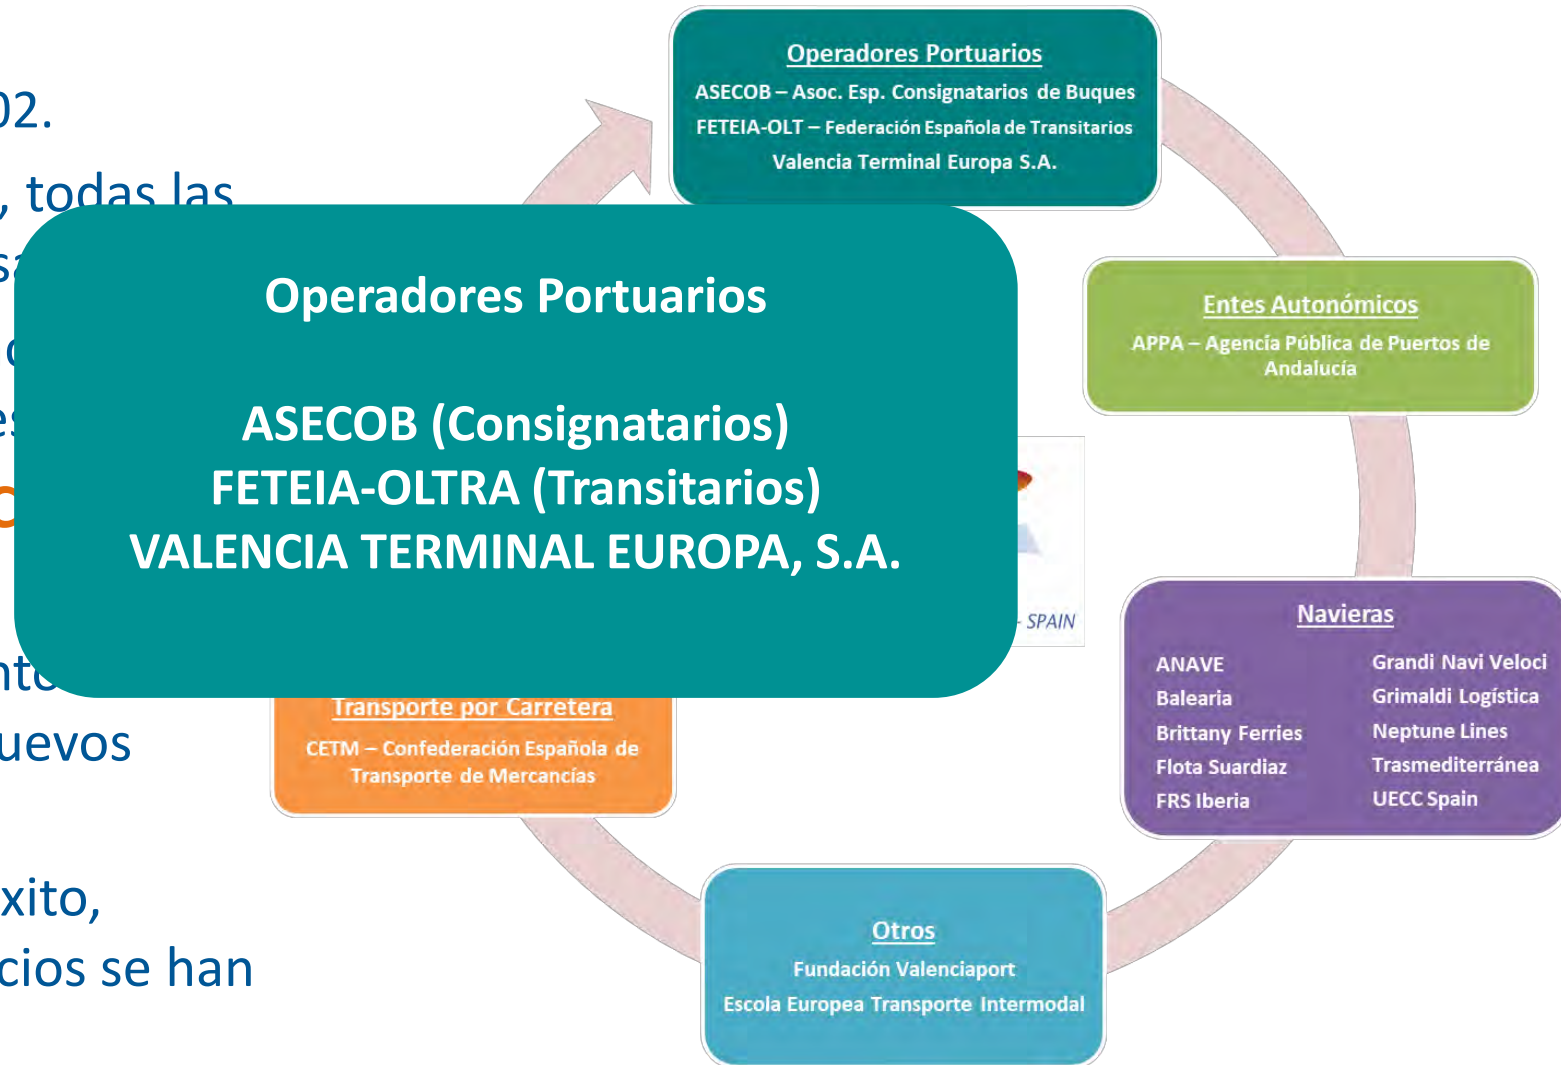 02.
, todas las
Operadores Portuarios
ASECOB (Consignatarios)
FETEIA-OLTRA (Transitarios)
VALENCIA TERMINAL EUROPA, S.A.
uevos
xito,
cios se han
Operadores Portuarios
ASECOB – Asoc. Esp. Consignatarios de Buques
FETEIA-OLT – Federación Española de Transitarios
Valencia Terminal Europa S.A.
Entes Autonómicos
APPA – Agencia Pública de Puertos de
Andalucía
- SPAIN
Navieras
ANAVE
Balearia
Brittany Ferries
Flota Suardiaz
FRS Iberia
Grandi Navi Veloci
Grimaldi Logística
Neptune Lines
Trasmediterránea
UECC Spain
Otros
Fundación Valenciaport
Escola Europea Transporte Intermodal
Transporte por Carretera
CETM – Confederación Española de
Transporte de Mercancías